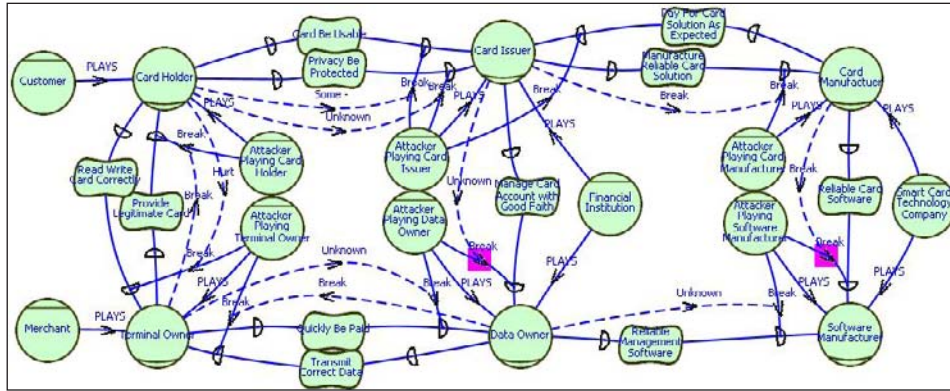 Card Be Usable
Privacy Be
Protected
Pay For Card
Solution As
Expected
Manufacture
Reliable Card
Solution
Customer
PLAYS
Card Holder
Card Issuer
Card
Manufactuer
Some -
Unknown
Break
Break
PLAYS
Break
Break
PLAYS
Break
Hurt
PLAYS
Unknown
PLAYS
Break
PLAYS
PLAYS
Attacker
Playing Card
Holder
Attacker
Playing Card
Issuer
Attacker
Playing Card
Manufacturer
Read Write
Card Correctly
Provide
Legitimate Card
Break
Manage Card
Account with
Good Faith
Financial
Institution
Reliable Card
Software
Smart Card
Technology
Company
Attacker
Playing
Terminal Owner
Attacker
Playing Data
Owner
Attacker
Playing
Software
Manufacturer
Break
Break
Break
Unknown
PLAYS
Break
Break
PLAYS
PLAYS
Break
PLAYS
PLAYS
Break
Unknown
Merchant
PLAYS
Terminal Owner
Quickly Be Paid
Transmit
Correct Data
Data Owner
Reliable
Management
Software
Software
Manufacturer